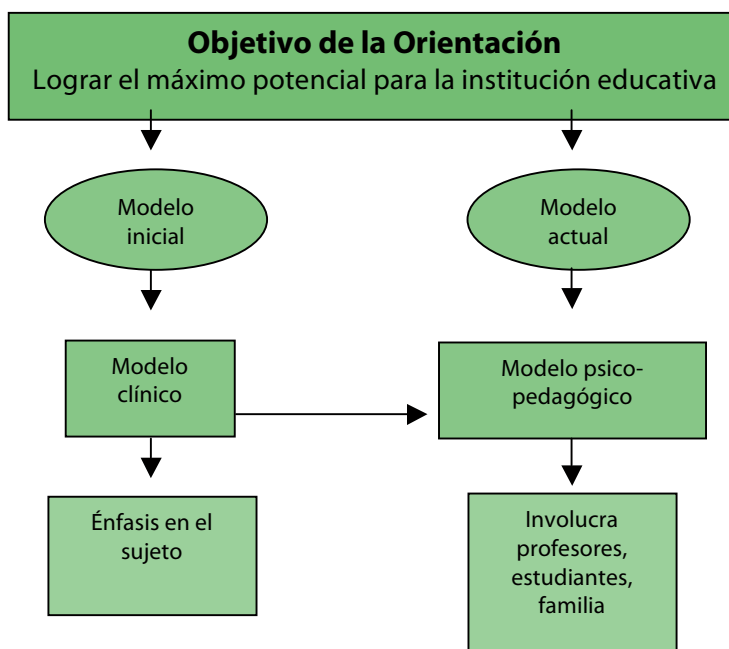 Objetivo de la Orientación
Lograr el máximo potencial para la institución educativa
Modelo
inicial
Modelo
actual
Modelo
clínico
Modelo psico-
pedagógico
Énfasis en el
sujeto
Involucra
profesores,
estudiantes,
familia